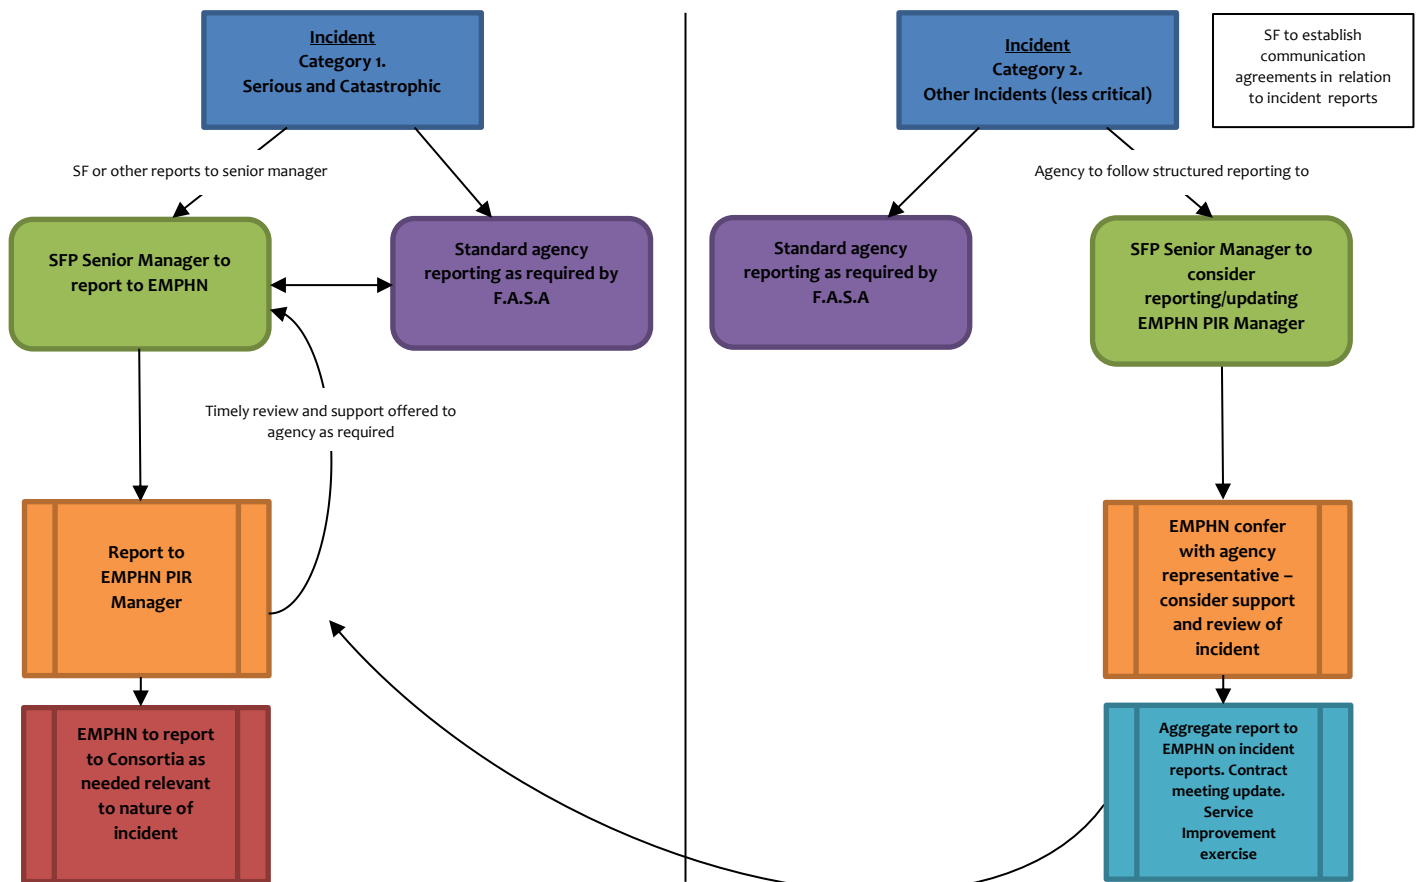 Incident
Category 1.
Serious and Catastrophic
SF or other reports to senior manager
SFP Senior Manager to
report to EMPHN
Standard agency
reporting as required by
F.A.S.A
Timely review and support offered to
agency as required
Report to
EMPHN PIR
Manager
EMPHN to report
to Consortia as
needed relevant
to nature of
incident
Incident
Category 2.
Other Incidents (less critical)
SF to establish
communication
agreements in relation
to incident reports
Agency to follow structured reporting to
Standard agency
reporting as required by
F.A.S.A
SFP Senior Manager to
consider
reporting/updating
EMPHN PIR Manager
EMPHN confer
with agency
representative –
consider support
and review of
incident
Aggregate report to
EMPHN on incident
reports. Contract
meeting update.
Service
Improvement
exercise